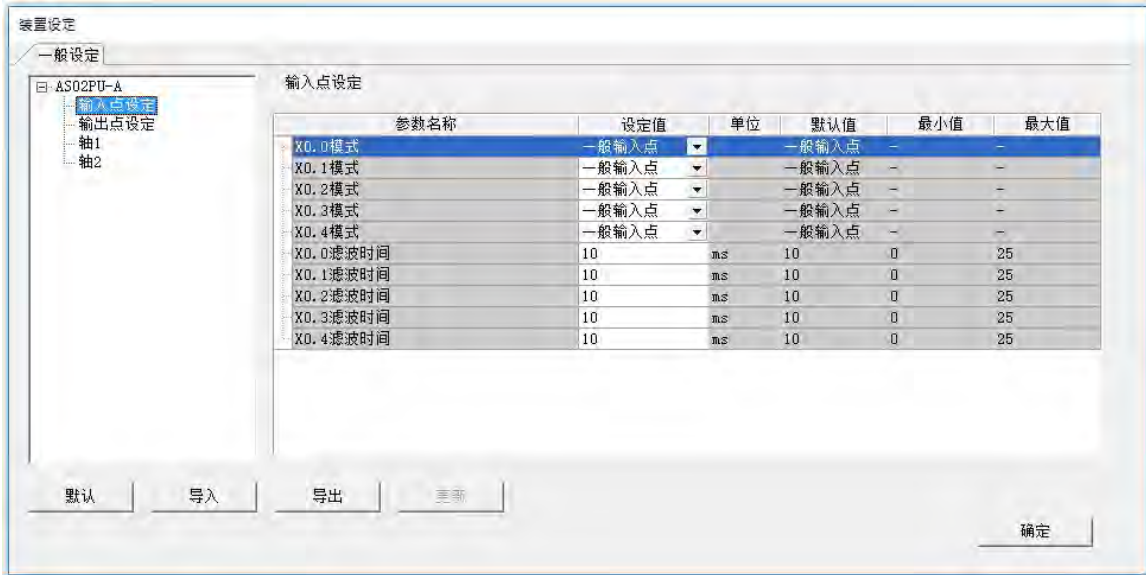 装置设定
一般设定
AS02PU-A
输入点设定
输出点设定
轴1
轴2
输入点设定
参数名称 设定值 单位 默认值 最小值 最大值
X0.0模式 一般输入点 一般输入点 - -
X0.1模式 一般输入点 一般输入点 - -
X0.2模式 一般输入点 一般输入点 - -
X0.3模式 一般输入点 一般输入点 - -
X0.4模式 一般输入点 一般输入点 - -
X0.0滤波时间 10 ms 10 0 25
X0.1滤波时间 10 ms 10 0 25
X0.2滤波时间 10 ms 10 0 25
X0.3滤波时间 10 ms 10 0 25
X0.4滤波时间 10 ms 10 0 25
默认 导入 导出 更新
确定